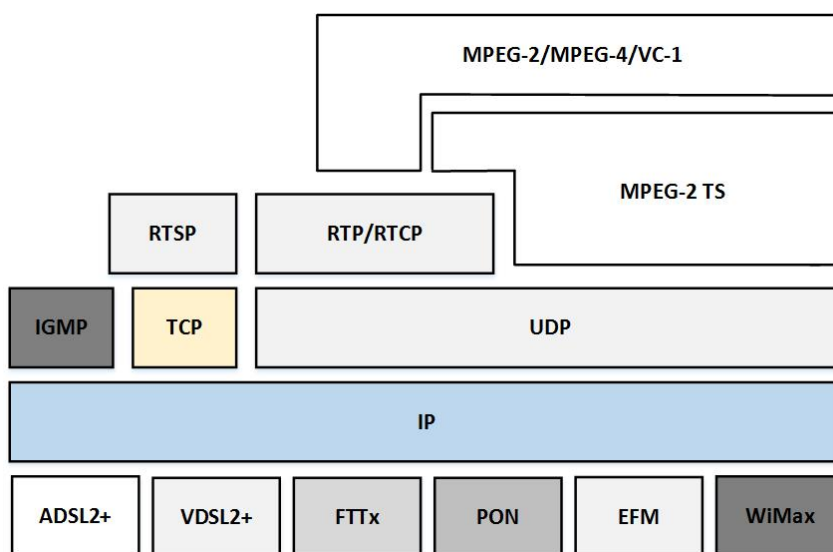 MPEG-2/MPEG-4/VC-1
MPEG-2 TS
RTSP
RTP/RTCP
IGMP
TCP
UDP
IP
ADSL2+
VDSL2+
FTTx
PON
EFM
WiMax